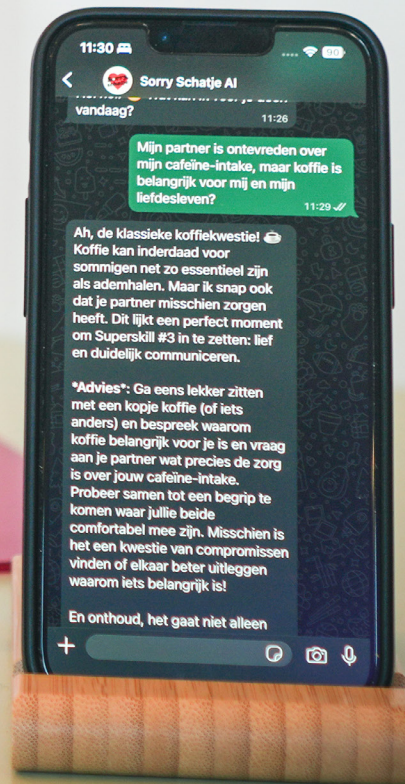 11:30
90
Sorry Schatje AI
vandaag?
11:26
Mijn partner is ontevreden over
mijn cafeïne-intake, maar koffie is
belangrijk voor mij en mijn
liefdesleven?
11:29
Ah, de klassieke koffiekwestie! ☕
Koffie kan inderdaad voor
sommigen net zo essentieel zijn
als ademhalen. Maar ik snap ook
dat je partner misschien zorgen
heeft. Dit lijkt een perfect moment
om Superskill #3 in te zetten: lief
en duidelijk communiceren.
*Advies*: Ga eens lekker zitten
met een kopje koffie (of iets
anders) en bespreek waarom
koffie belangrijk voor je is en vraag
aan je partner wat precies de zorg
is over jouw cafeïne-intake.
Probeer samen tot een begrip te
komen waar jullie beide
comfortabel mee zijn. Misschien is
het een kwestie van compromissen
vinden of elkaar beter uitleggen
waarom iets belangrijk is!
En onthoud, het gaat niet alleen